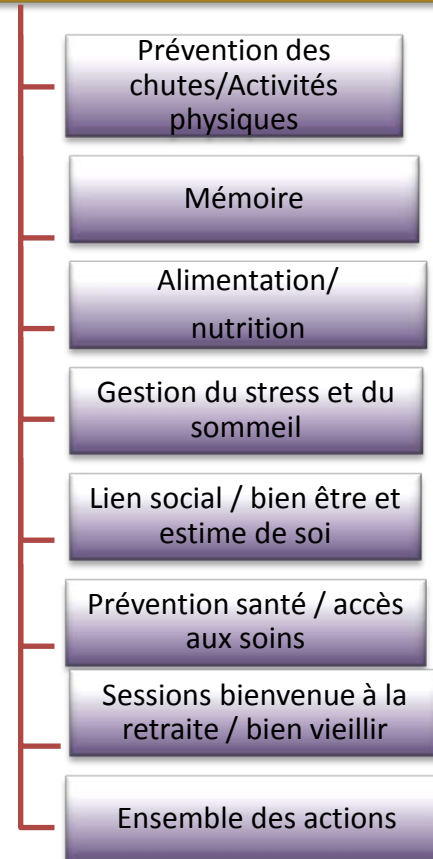 Prévention des
chutes/Activités
physiques
Mémoire
Alimentation/
nutrition
Gestion du stress et du
sommeil
Lien social / bien être et
estime de soi
Prévention santé / accès
aux soins
Sessions bienvenue à la
retraite / bien vieillir
Ensemble des actions